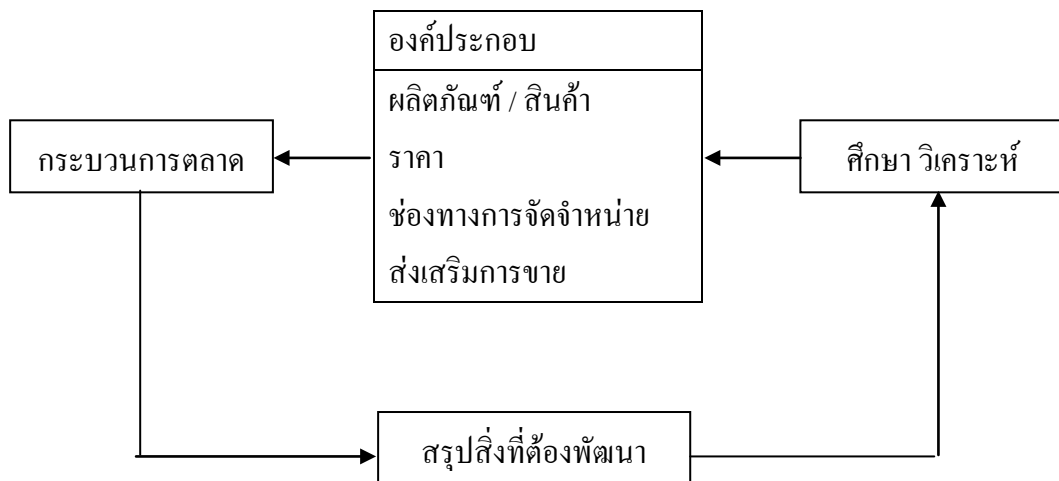 องค์ประกอบ
ผลิตภัณฑ์ / สินค้า
ราคา
ช่องทางการจัดจำหน่าย
ส่งเสริมการขาย
กระบวนการตลาด
ศึกษา วิเคราะห์
สรุปสิ่งที่ต้องพัฒนา